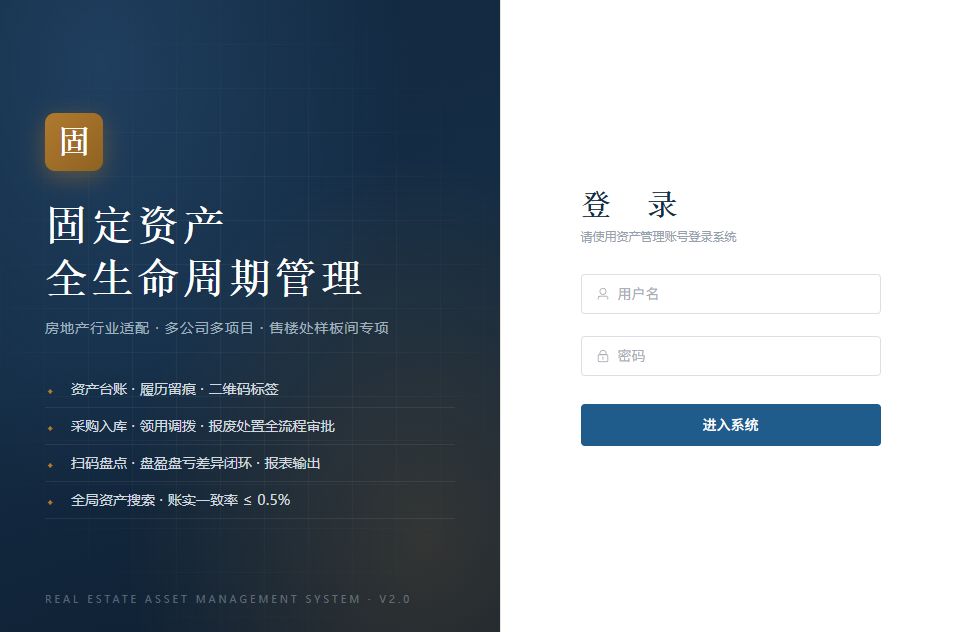 固
固定资产
全生命周期管理
房地产行业适配 · 多公司多项目 · 售楼处样板间专项
资产台账 · 履历留痕 · 二维码标签
采购入库 · 领用调拨 · 报废处置全流程审批
扫码盘点 · 盘盈盘亏差异闭环 · 报表输出
全局资产搜索 · 账实一致率 ≤ 0.5%
REAL ESTATE ASSET MANAGEMENT SYSTEM · V2.0
登 录
请使用资产管理账号登录系统
用户名
密码
进入系统